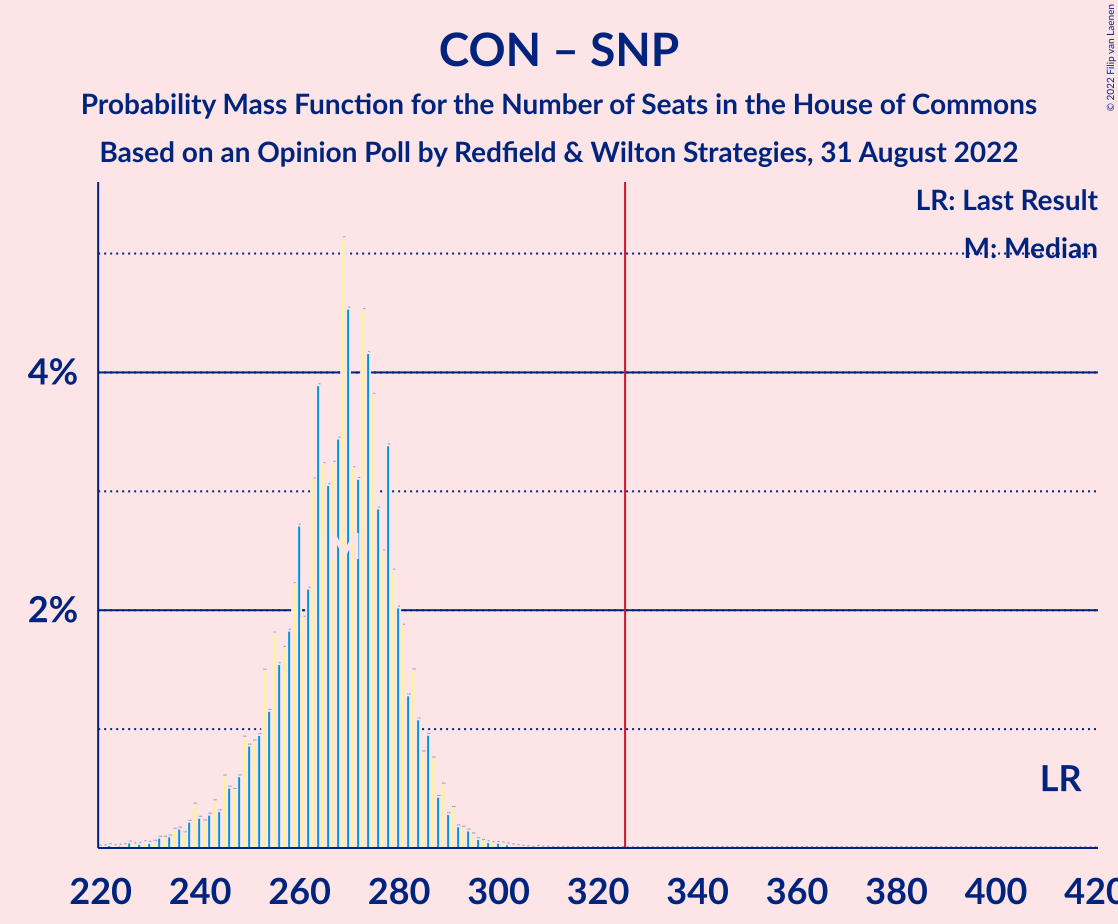 CON – SNP
Probability Mass Function for the Number of Seats in the House of Commons
Based on an Opinion Poll by Redfield & Wilton Strategies, 31 August 2022
© 2022 Filip van Laenen
LR: Last Result
M: Median
4%
2%
M
LR
220 240 260 280 300 320 340 360 380 400 420